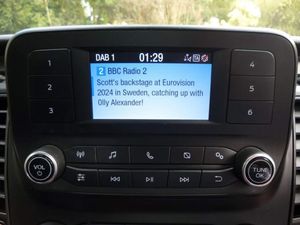 DAB 1 01:29
2 BBC Radio 2
Scott's backstage at Eurovision
2024 in Sweden, catching up with
Olly Alexander!
1 4
2 5
3 6
VOL
TUNE
OK